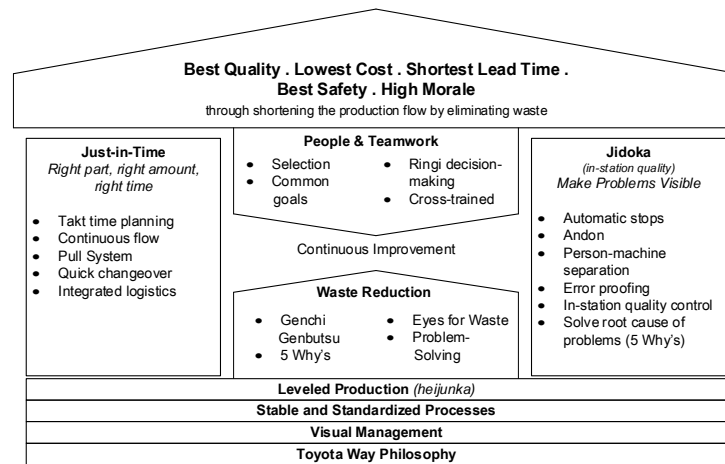 Best Quality . Lowest Cost . Shortest Lead Time .
Best Safety . High Morale
through shortening the production flow by eliminating waste
Just-in-Time
Right part, right amount,
right time
• Takt time planning
• Continuous flow
• Pull System
• Quick changeover
• Integrated logistics
People & Teamwork
• Selection
• Common
goals
• Ringi decision-
making
• Cross-trained
Continuous Improvement
Waste Reduction
• Genchi
Genbutsu
• 5 Why's
• Eyes for Waste
• Problem-
Solving
Jidoka
(in-station quality)
Make Problems Visible
• Automatic stops
• Andon
• Person-machine
separation
• Error proofing
• In-station quality control
• Solve root cause of
problems (5 Why's)
Leveled Production (heijunka)
Stable and Standardized Processes
Visual Management
Toyota Way Philosophy